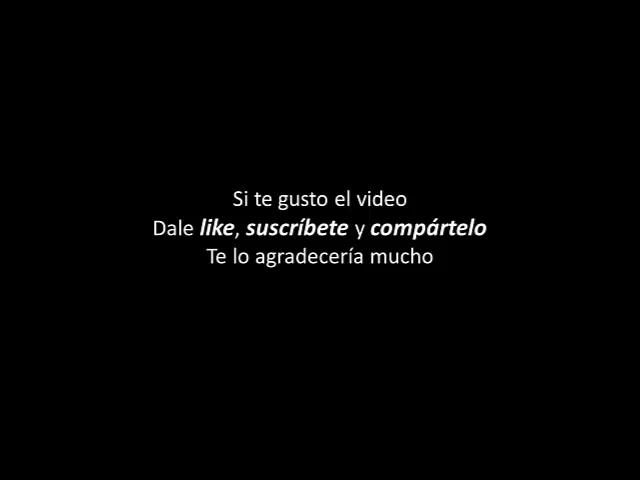 Si te gusto el video
Dale like, suscríbete y compártelo
Te lo agradecería mucho